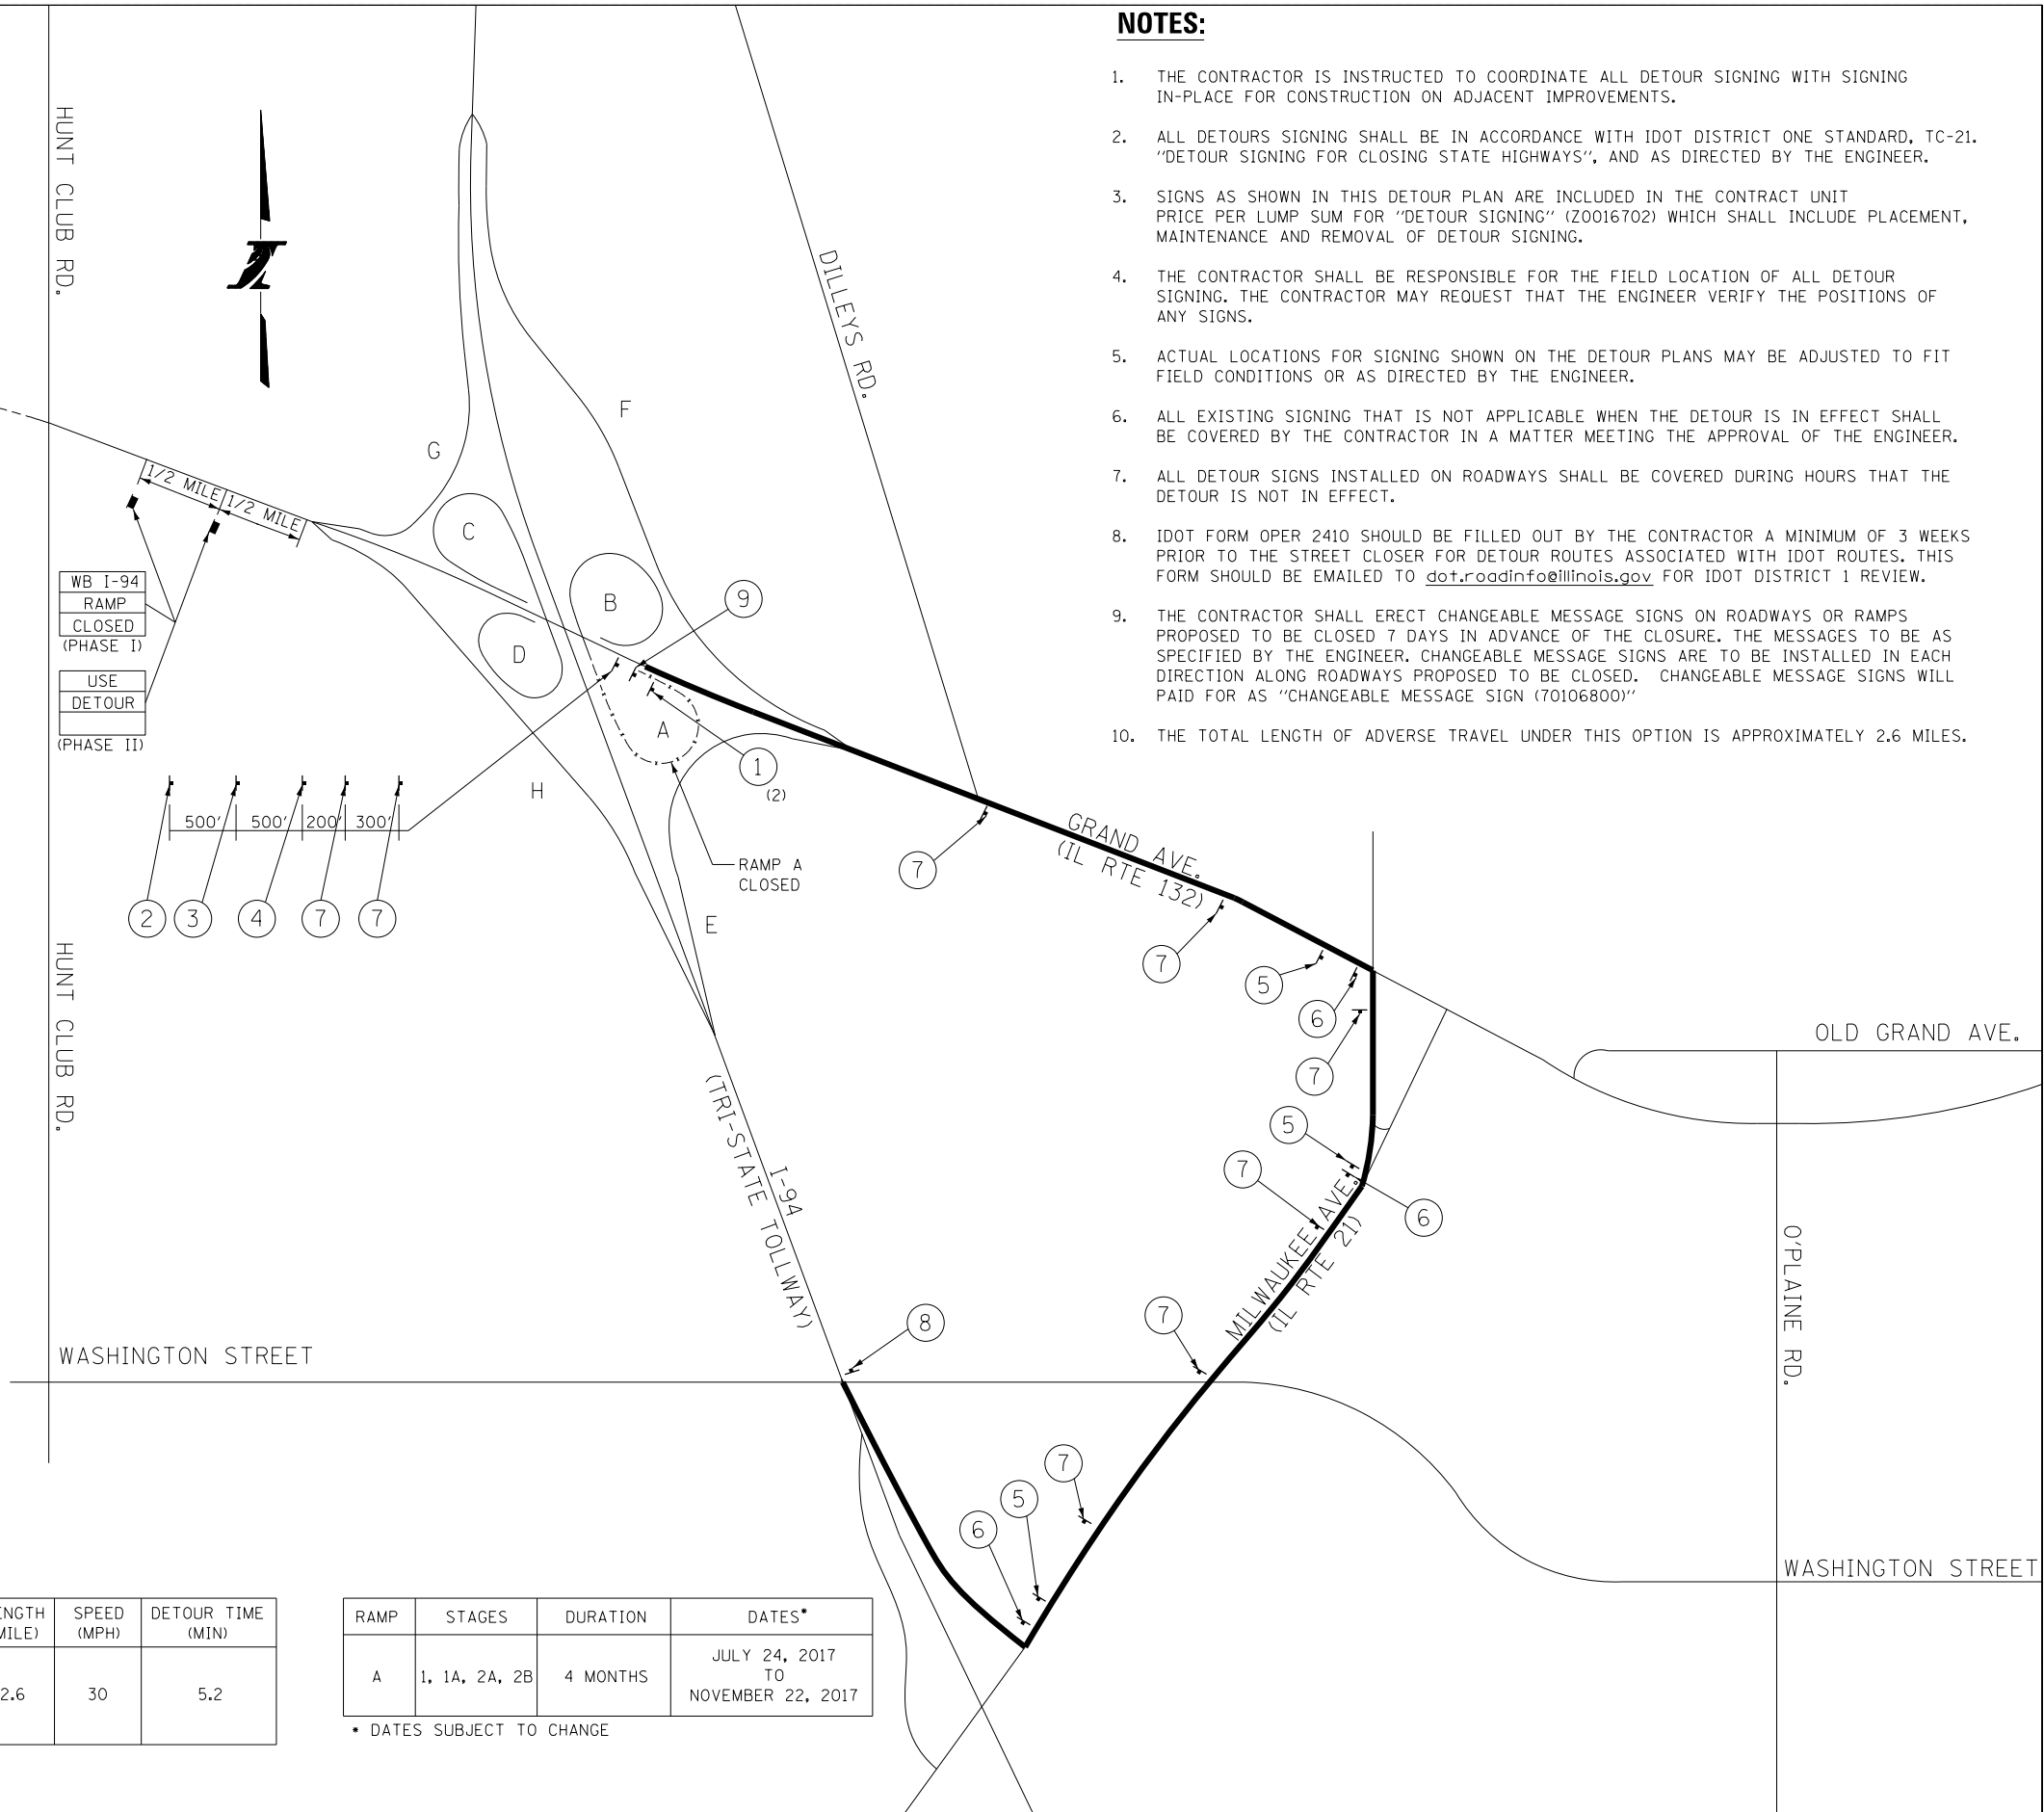 NOTES:
1. THE CONTRACTOR IS INSTRUCTED TO COORDINATE ALL DETOUR SIGNING WITH SIGNING
IN-PLACE FOR CONSTRUCTION ON ADJACENT IMPROVEMENTS.
2. ALL DETOURS SIGNING SHALL BE IN ACCORDANCE WITH IDOT DISTRICT ONE STANDARD, TC-21.
"DETOUR SIGNING FOR CLOSING STATE HIGHWAYS", AND AS DIRECTED BY THE ENGINEER.
3. SIGNS AS SHOWN IN THIS DETOUR PLAN ARE INCLUDED IN THE CONTRACT UNIT
PRICE PER LUMP SUM FOR "DETOUR SIGNING" (Z0016702) WHICH SHALL INCLUDE PLACEMENT,
MAINTENANCE AND REMOVAL OF DETOUR SIGNING.
4. THE CONTRACTOR SHALL BE RESPONSIBLE FOR THE FIELD LOCATION OF ALL DETOUR
SIGNING. THE CONTRACTOR MAY REQUEST THAT THE ENGINEER VERIFY THE POSITIONS OF
ANY SIGNS.
5. ACTUAL LOCATIONS FOR SIGNING SHOWN ON THE DETOUR PLANS MAY BE ADJUSTED TO FIT
FIELD CONDITIONS OR AS DIRECTED BY THE ENGINEER.
6. ALL EXISTING SIGNING THAT IS NOT APPLICABLE WHEN THE DETOUR IS IN EFFECT SHALL
BE COVERED BY THE CONTRACTOR IN A MATTER MEETING THE APPROVAL OF THE ENGINEER.
7. ALL DETOUR SIGNS INSTALLED ON ROADWAYS SHALL BE COVERED DURING HOURS THAT THE
DETOUR IS NOT IN EFFECT.
8. IDOT FORM OPER 2410 SHOULD BE FILLED OUT BY THE CONTRACTOR A MINIMUM OF 3 WEEKS
PRIOR TO THE STREET CLOSER FOR DETOUR ROUTES ASSOCIATED WITH IDOT ROUTES. THIS
FORM SHOULD BE EMAILED TO dot.roadinfo@illinois.gov FOR IDOT DISTRICT 1 REVIEW.
9. THE CONTRACTOR SHALL ERECT CHANGEABLE MESSAGE SIGNS ON ROADWAYS OR RAMPS
PROPOSED TO BE CLOSED 7 DAYS IN ADVANCE OF THE CLOSURE. THE MESSAGES TO BE AS
SPECIFIED BY THE ENGINEER. CHANGEABLE MESSAGE SIGNS ARE TO BE INSTALLED IN EACH
DIRECTION ALONG ROADWAYS PROPOSED TO BE CLOSED. CHANGEABLE MESSAGE SIGNS WILL
PAID FOR AS "CHANGEABLE MESSAGE SIGN (70106800)"
10. THE TOTAL LENGTH OF ADVERSE TRAVEL UNDER THIS OPTION IS APPROXIMATELY 2.6 MILES.
HUNT CLUB RD.
DILLEYS RD.
F
G
1/2 MILE
1/2 MILE
C
B
9
D
A
WB I-94
RAMP
CLOSED
(PHASE I)
USE
DETOUR
(PHASE II)
1
(2)
H
500'
500'
200'
300'
RAMP A
CLOSED
E
2
3
4
7
7
HUNT CLUB RD.
7
GRAND AVE.
(IL RTE 132)
7
5
6
7
OLD GRAND AVE.
5
7
6
MILWAUKEE AVE.
(IL RTE 21)
I-94
(TRI-STATE TOLLWAY)
O'PLAINE RD.
8
7
WASHINGTON STREET
7
5
6
WASHINGTON STREET
SPEED
(MPH)
DETOUR TIME
(MIN)
2.6
30
5.2
RAMP
STAGES
DURATION
DATES*
A
1, 1A, 2A, 2B
4 MONTHS
JULY 24, 2017
TO
NOVEMBER 22, 2017
* DATES SUBJECT TO CHANGE